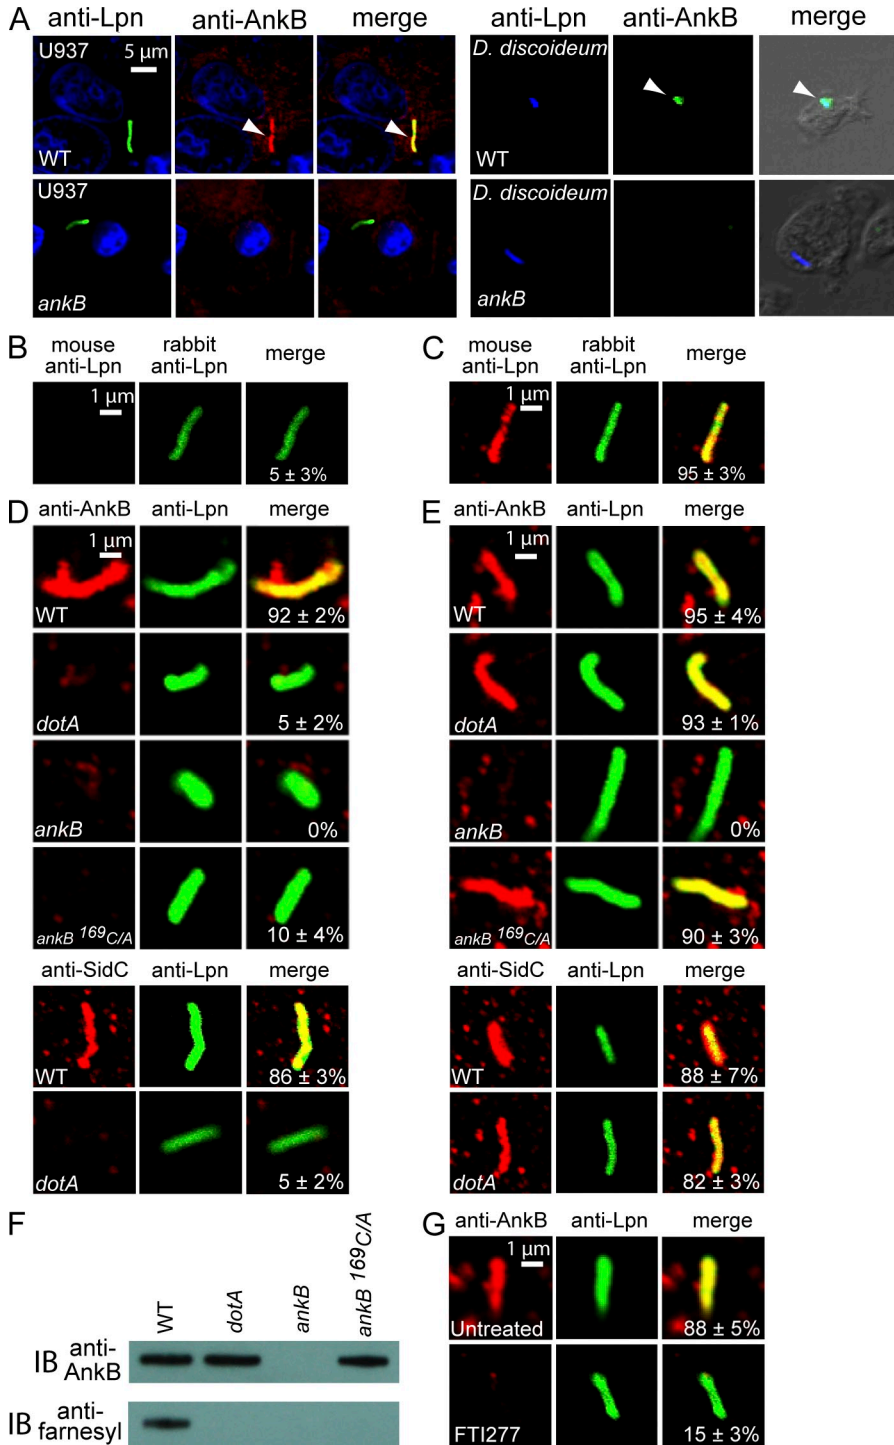 A anti-Lpn anti-AnkB merge anti-Lpn anti-AnkB merge
U937 5 µm D. discoideum
WT WT
U937 D. discoideum
ankB ankB
B mouse anti-Lpn rabbit anti-Lpn merge
1 µm
5 ± 3%
C mouse anti-Lpn rabbit anti-Lpn merge
1 µm
95 ± 3%
D anti-AnkB anti-Lpn merge
1 µm
WT 92 ± 2%
dotA 5 ± 2%
ankB 0%
ankB 169C/A 10 ± 4%
anti-SidC anti-Lpn merge
WT 86 ± 3%
dotA 5 ± 2%
E anti-AnkB anti-Lpn merge
1 µm
WT 95 ± 4%
dotA 93 ± 1%
ankB 0%
ankB 169C/A 90 ± 3%
anti-SidC anti-Lpn merge
WT 88 ± 7%
dotA 82 ± 3%
F
WT dotA ankB ankB 169C/A
IB anti-AnkB
IB anti-farnesyl
G anti-AnkB anti-Lpn merge
1 µm
Untreated 88 ± 5%
FTI277 15 ± 3%